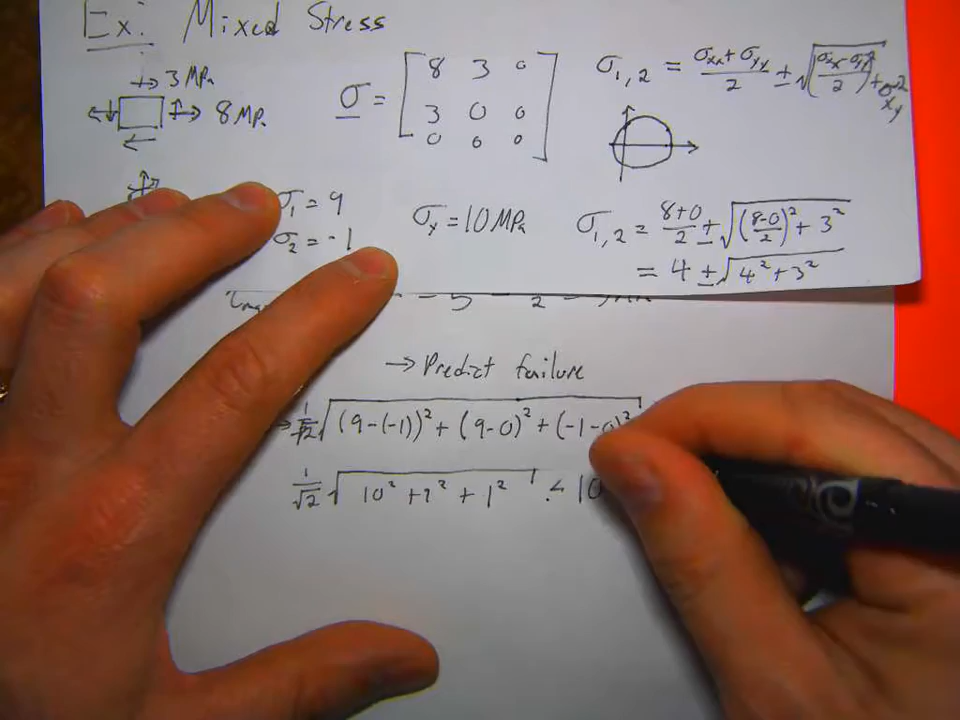 Ex: Mixed Stress
3 MPa
8 MPa
σ = [8 3 0
3 0 0
0 0 0]
σ1,2 = (σxx + σyy)/2 ± √((σxx - σyy)/2)² + σxy²
σ1 = 9
σ2 = -1
σy = 10 MPa
σ1,2 = (8+0)/2 ± √((8-0)/2)² + 3²
= 4 ± √4² + 3²
→ Predict failure
→ 1/√2 √(9-(-1))² + (9-0)² + (-1-0)²
1/√2 √10² + 9² + 1² < 10